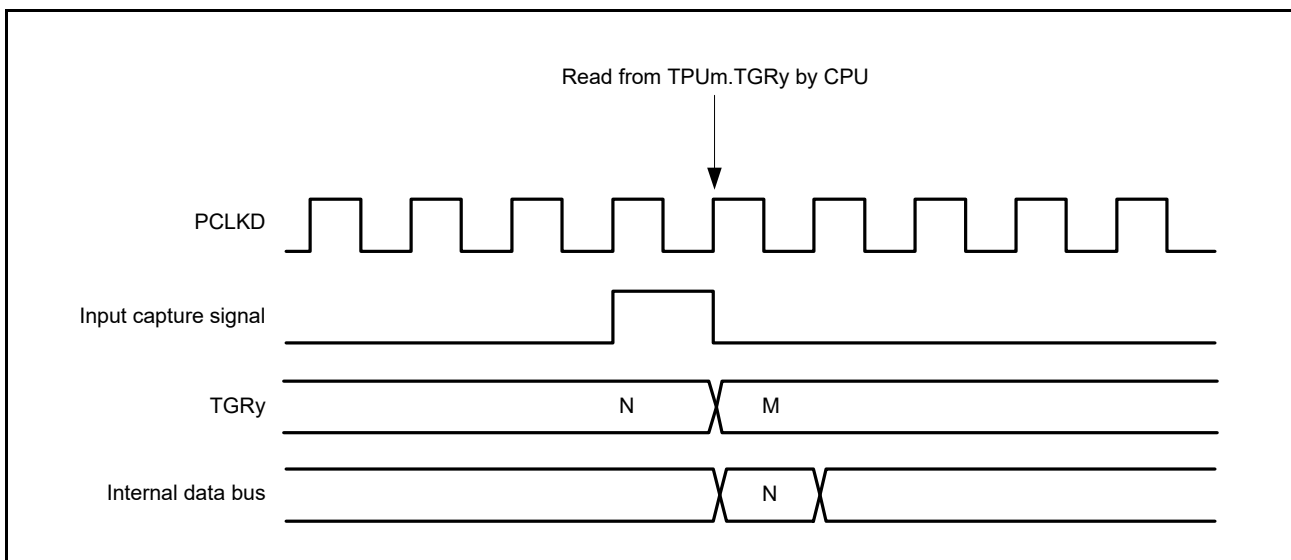 Read from TPUm.TGRy by CPU
PCLKD
Input capture signal
TGRy
N
M
Internal data bus
N